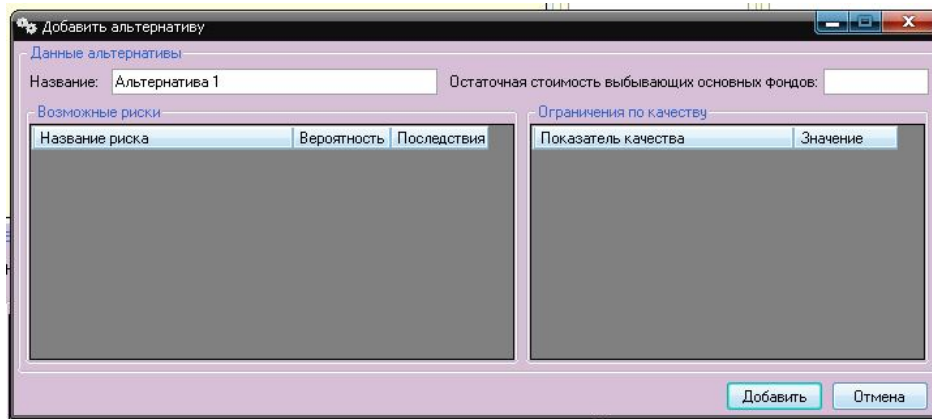 Добавить альтернативу
Данные альтернативы
Название: Альтернатива 1 Остаточная стоимость выбывающих основных фондов:
Возможные риски Ограничения по качеству
Название риска Вероятность Последствия Показатель качества Значение
Добавить Отмена